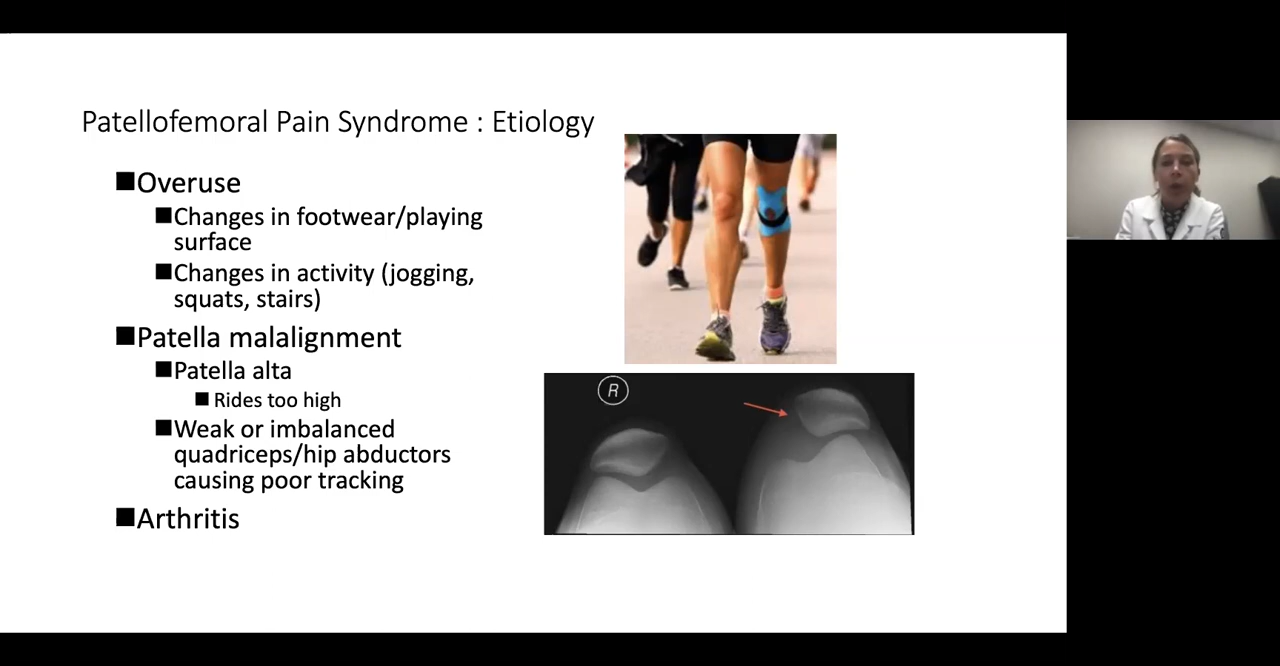 Patellofemoral Pain Syndrome : Etiology
Overuse
Changes in footwear/playing
surface
Changes in activity (jogging,
squats, stairs)
Patella malalignment
Patella alta
Rides too high
Weak or imbalanced
quadriceps/hip abductors
causing poor tracking
Arthritis
R